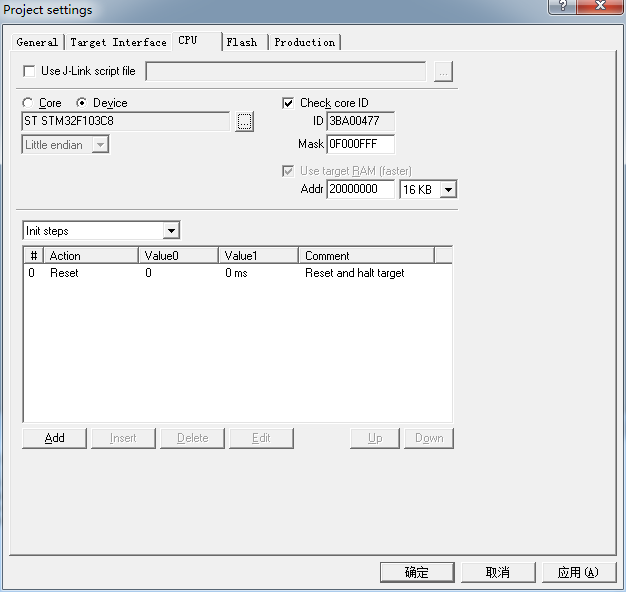 Project settings
General Target Interface CPU Flash Production
Use J-Link script file ...
Core Device Check core ID
ST STM32F103C8 ... ID 3BA00477
Little endian Mask 0F000FFF
Use target RAM (faster)
Addr 20000000 16 KB
Init steps
# Action Value0 Value1 Comment
0 Reset 0 0 ms Reset and halt target
Add Insert Delete Edit Up Down
确定 取消 应用(A)